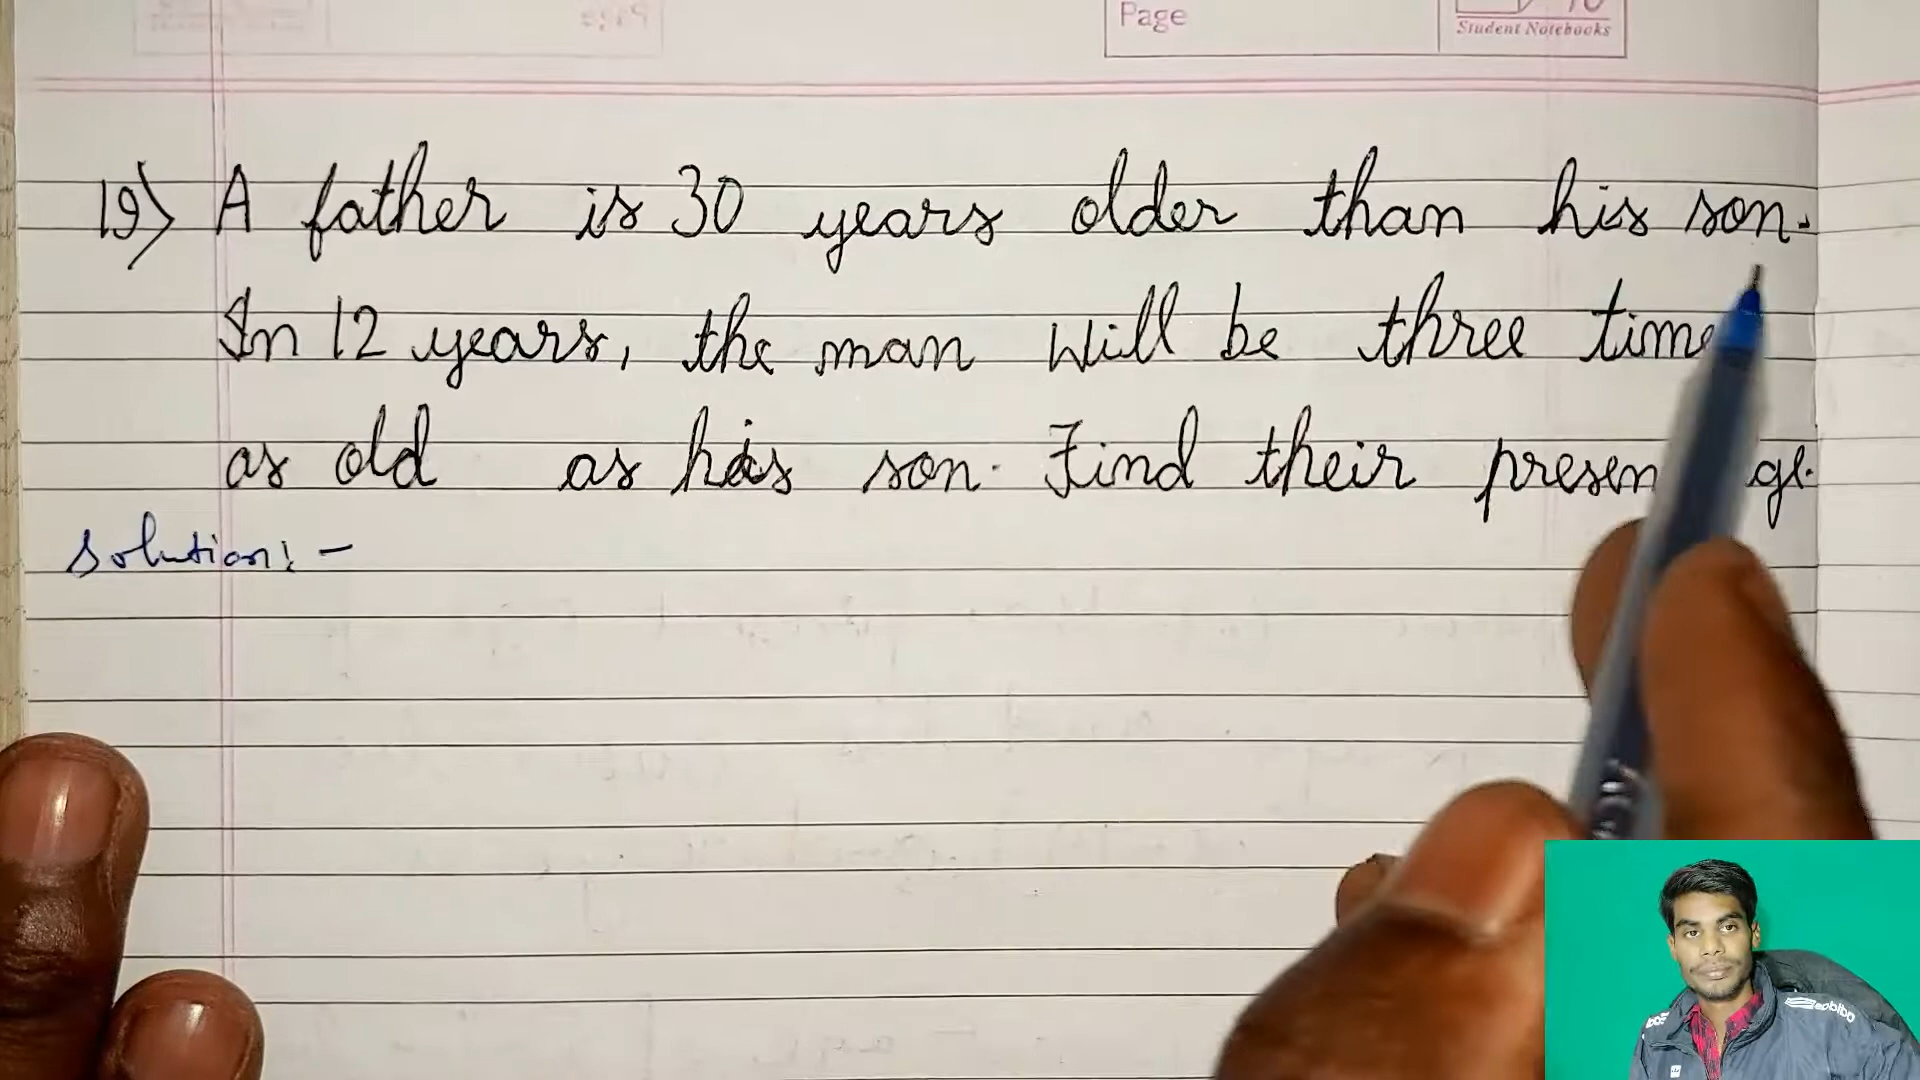 Page
Student Notebooks
19) A father is 30 years older than his son.
In 12 years, the man will be three time
as old as his son. Find their presen ge.
Solution:-